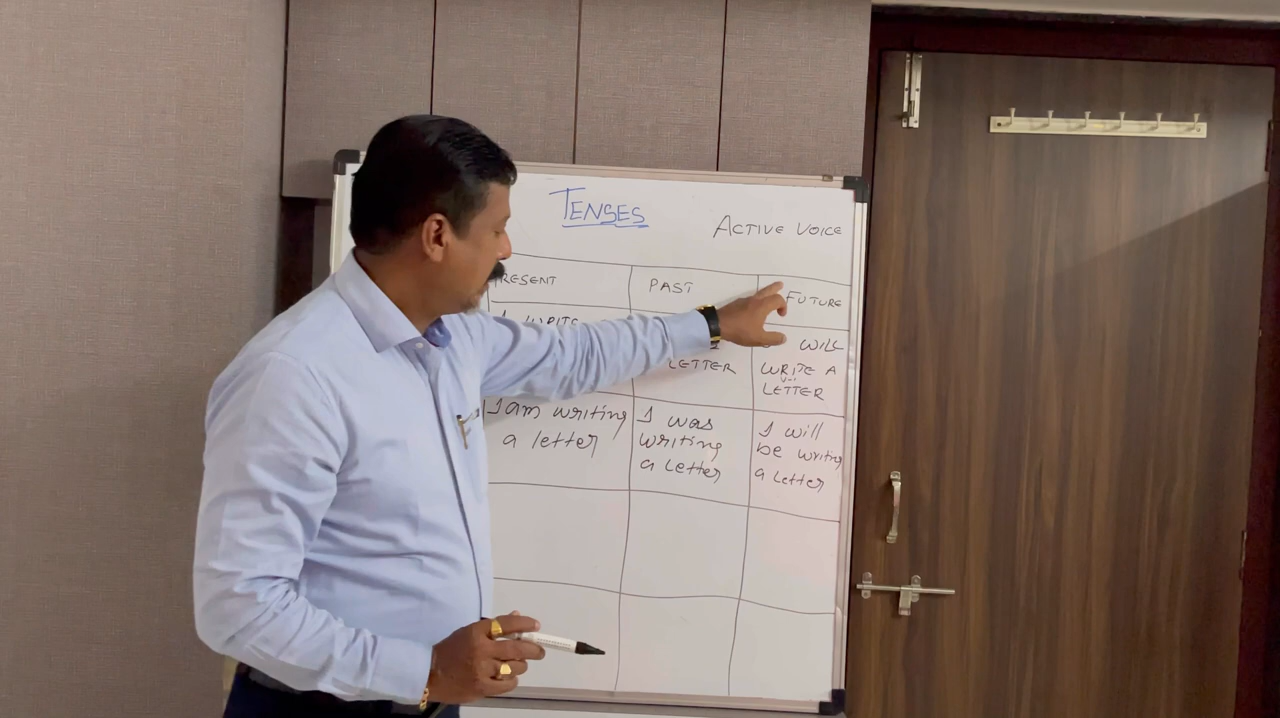 TENSES
ACTIVE VOICE
RESENT
PAST
FUTURE
I WRITE
LETTER
WILL
WRITE A
LETTER
I am writing
a letter
I was
writing
a letter
I will
be writing
a letter